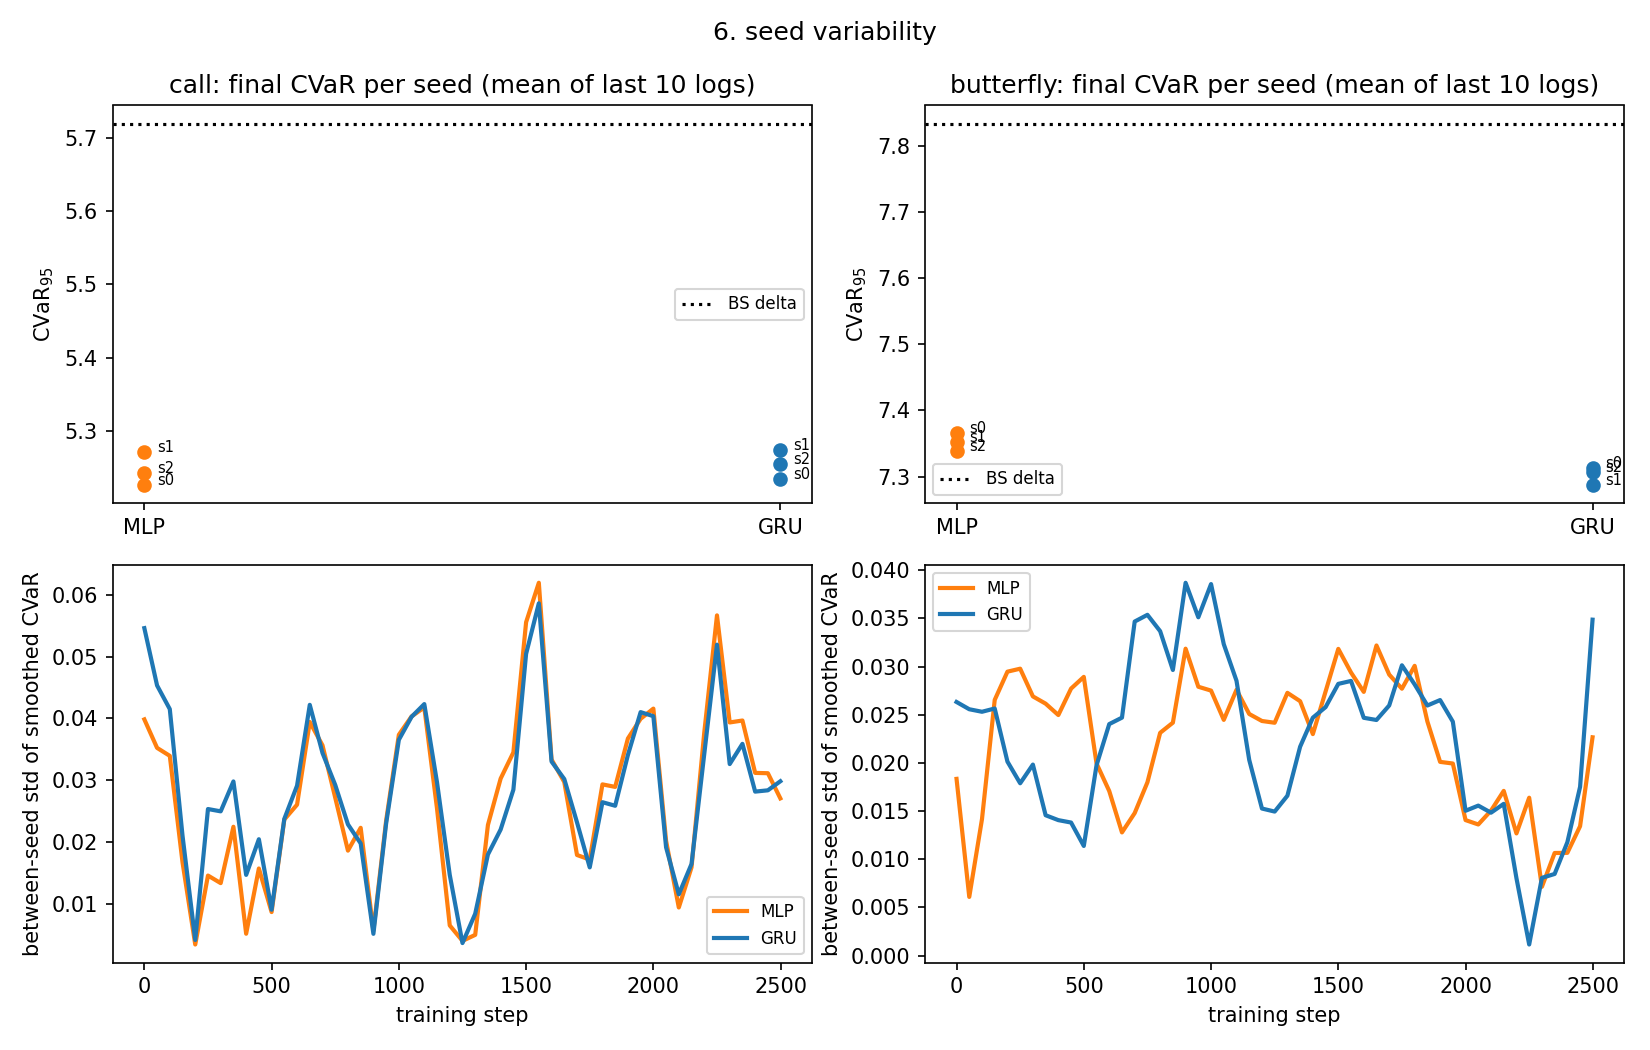 6. seed variability
call: final CVaR per seed (mean of last 10 logs)
CVaR95
5.7
5.6
5.5
5.4
5.3
BS delta
s1
s2
s0
s1
s2
s0
MLP
GRU
butterfly: final CVaR per seed (mean of last 10 logs)
CVaR95
7.8
7.7
7.6
7.5
7.4
7.3
s0
s1
s2
BS delta
s0
s2
s1
MLP
GRU
between-seed std of smoothed CVaR
0.06
0.05
0.04
0.03
0.02
0.01
MLP
GRU
0
500
1000
1500
2000
2500
training step
between-seed std of smoothed CVaR
0.040
0.035
0.030
0.025
0.020
0.015
0.010
0.005
0.000
MLP
GRU
0
500
1000
1500
2000
2500
training step